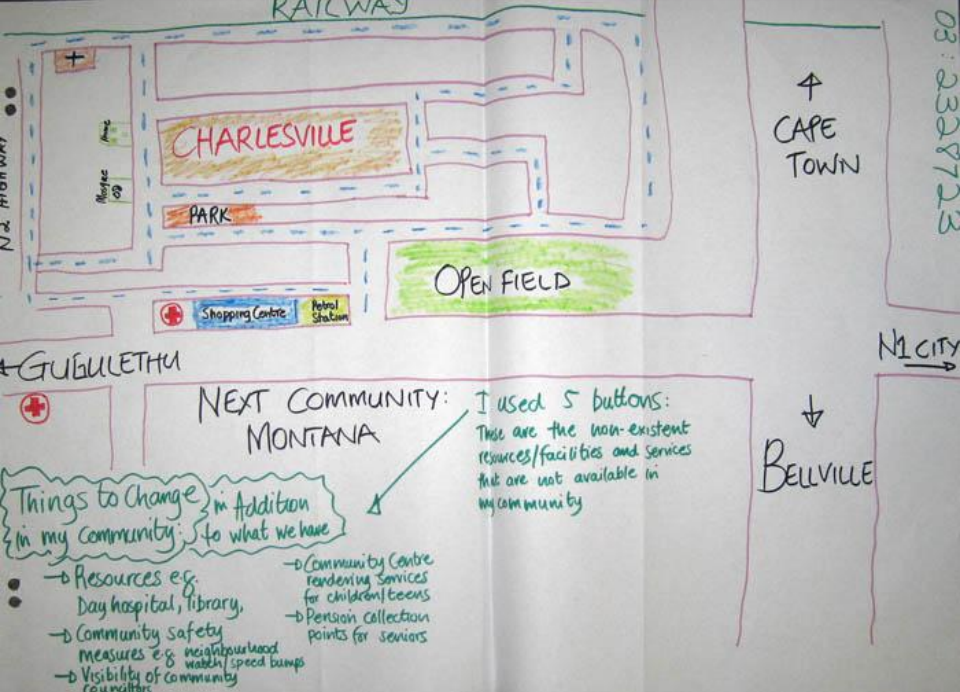 RAILWAY
03:2328723
N2 HIGHWAY
Home
CHARLESVILLE
CAPE
TOWN
Mosque
PARK
OPEN FIELD
Shopping Centre
Petrol
Station
GUGULETHU
N1 CITY
NEXT COMMUNITY:
MONTANA
I used 5 buttons:
These are the non-existent
resources/facilities and services
that are not available in
my community
BELLVILLE
Things to Change
in my Community:
in Addition
to what we have
Resources e.g.
Day hospital, library,
Community safety
measures e.g. neighbourhood
watch/speed bumps
Visibility of community
councillors
Community Centre
rendering services
for children/teens
Pension collection
points for seniors